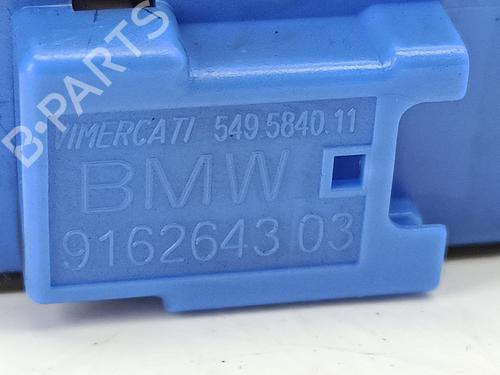 B-PARTS
VIMERCATI 549.5840.11
BMW
9162643 03